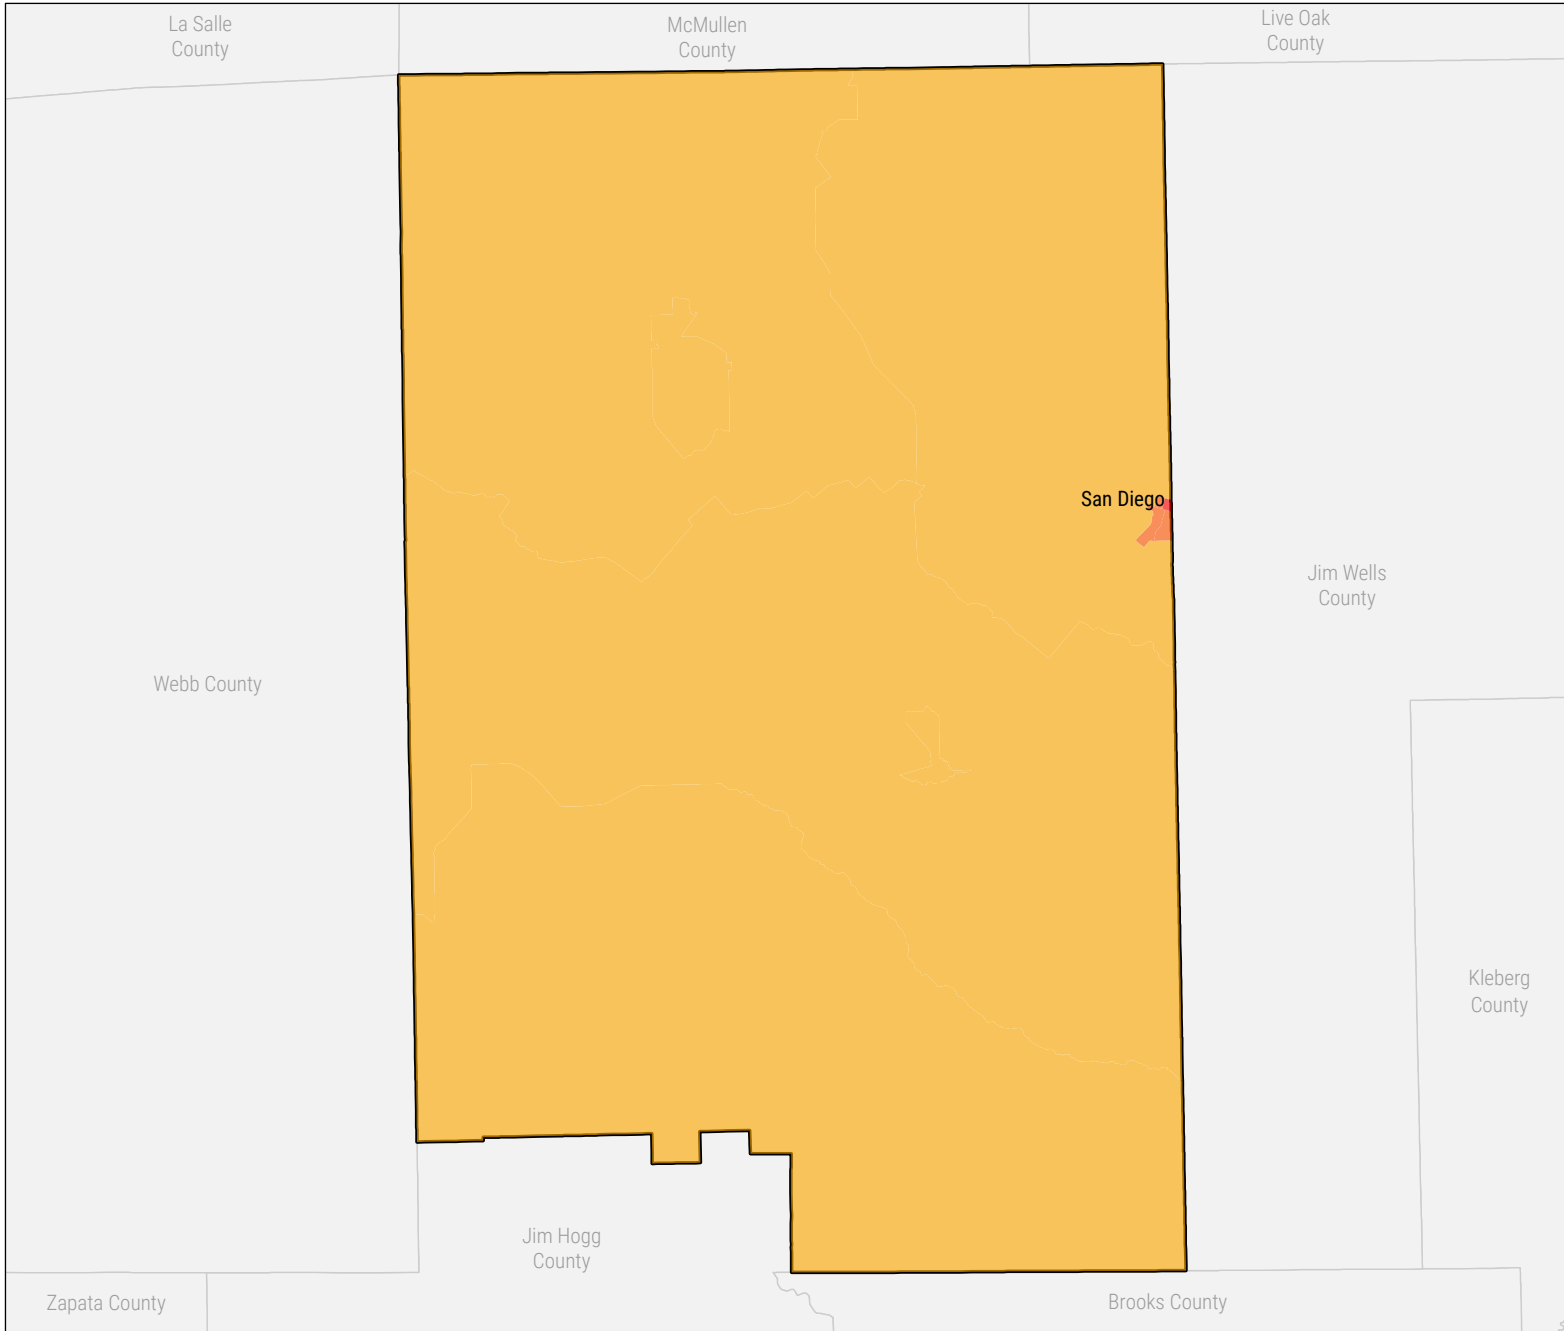 La Salle
County
McMullen
County
Live Oak
County
San Diego
Jim Wells
County
Webb County
Kleberg
County
Jim Hogg
County
Zapata County
Brooks County